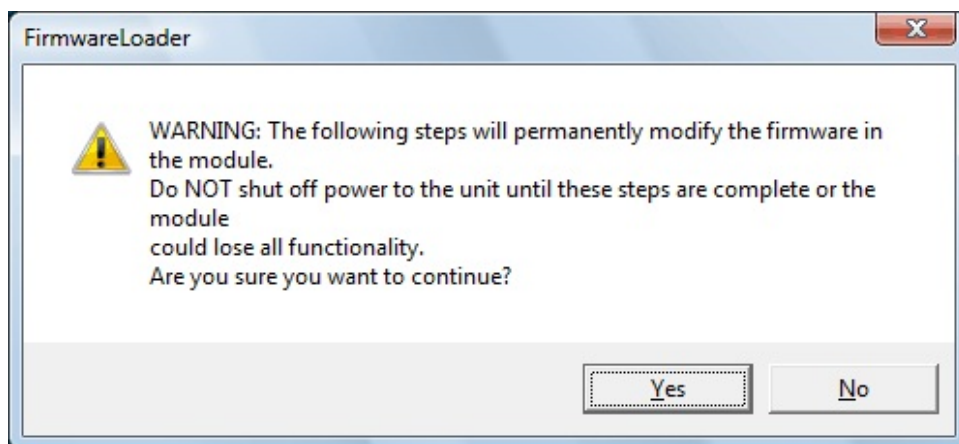 FirmwareLoader
WARNING: The following steps will permanently modify the firmware in
the module.
Do NOT shut off power to the unit until these steps are complete or the
module
could lose all functionality.
Are you sure you want to continue?
Yes
No